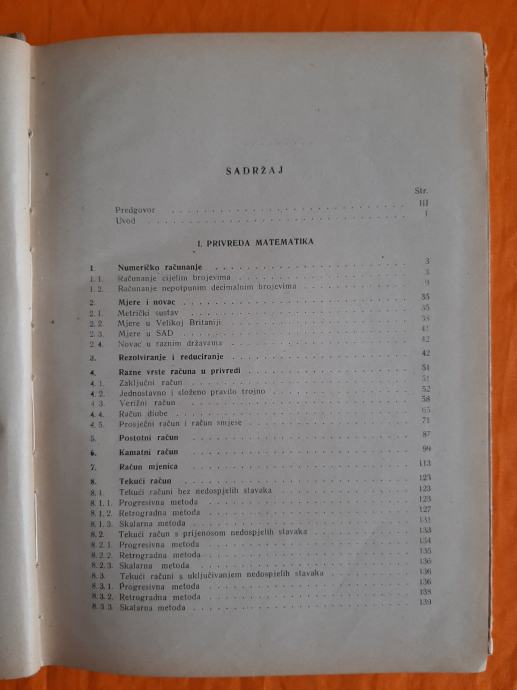 SADRŽAJ
Str.
Predgovor . . . . . . . . . . III
Uvod . . . . . . . . . . 1
I. PRIVREDA MATEMATIKA
1. Numeričko računanje . . . . . . . . . . 3
1. 1. Računanje cijelim brojevima . . . . . . . . . . 3
1. 2. Računanje nepotpunim decimalnim brojevima . . . . . . . . . . 9
2. Mjere i novac . . . . . . . . . . 35
2. 1. Metrički sustav . . . . . . . . . . 35
2. 2. Mjere u Velikoj Britaniji . . . . . . . . . . 38
2. 3. Mjere u SAD . . . . . . . . . . 41
2. 4. Novac u raznim državama . . . . . . . . . . 42
3. Rezolviranje i reduciranje . . . . . . . . . . 42
4. Razne vrste računa u privredi . . . . . . . . . . 51
4. 1. Zaključni račun . . . . . . . . . . 51
4. 2. Jednostavno i složeno pravilo trojno . . . . . . . . . . 52
4 3. Verižni račun . . . . . . . . . . 58
4. 4. Račun diobe . . . . . . . . . . 65
4. 5. Prosječni račun i račun smjese . . . . . . . . . . 71
5. Postotni račun . . . . . . . . . . 87
6. Kamatni račun . . . . . . . . . . 99
7. Račun mjenica . . . . . . . . . . 113
8. Tekući račun . . . . . . . . . . 123
8. 1. Tekući računi bez nedospjelih stavaka . . . . . . . . . . 123
8. 1. 1. Progresivna metoda . . . . . . . . . . 123
8. 1. 2. Retrogradna metoda . . . . . . . . . . 127
8. 1. 3. Skalarna metoda . . . . . . . . . . 131
8. 2. Tekući račun s prijenosom nedospjelih stavaka . . . . . . . . . . 133
8. 2. 1. Progresivna metoda . . . . . . . . . . 134
8. 2. 2. Retrogradna metoda . . . . . . . . . . 135
8. 2. 3. Skalarna metoda . . . . . . . . . . 136
8. 3. Tekući računi s uključivanjem nedospjelih stavaka . . . . . . . . . . 136
8. 3. 1. Progresivna metoda . . . . . . . . . . 136
8. 3. 2. Retrogradna metoda . . . . . . . . . . 138
8. 3 3. Skalarna metoda . . . . . . . . . . 139